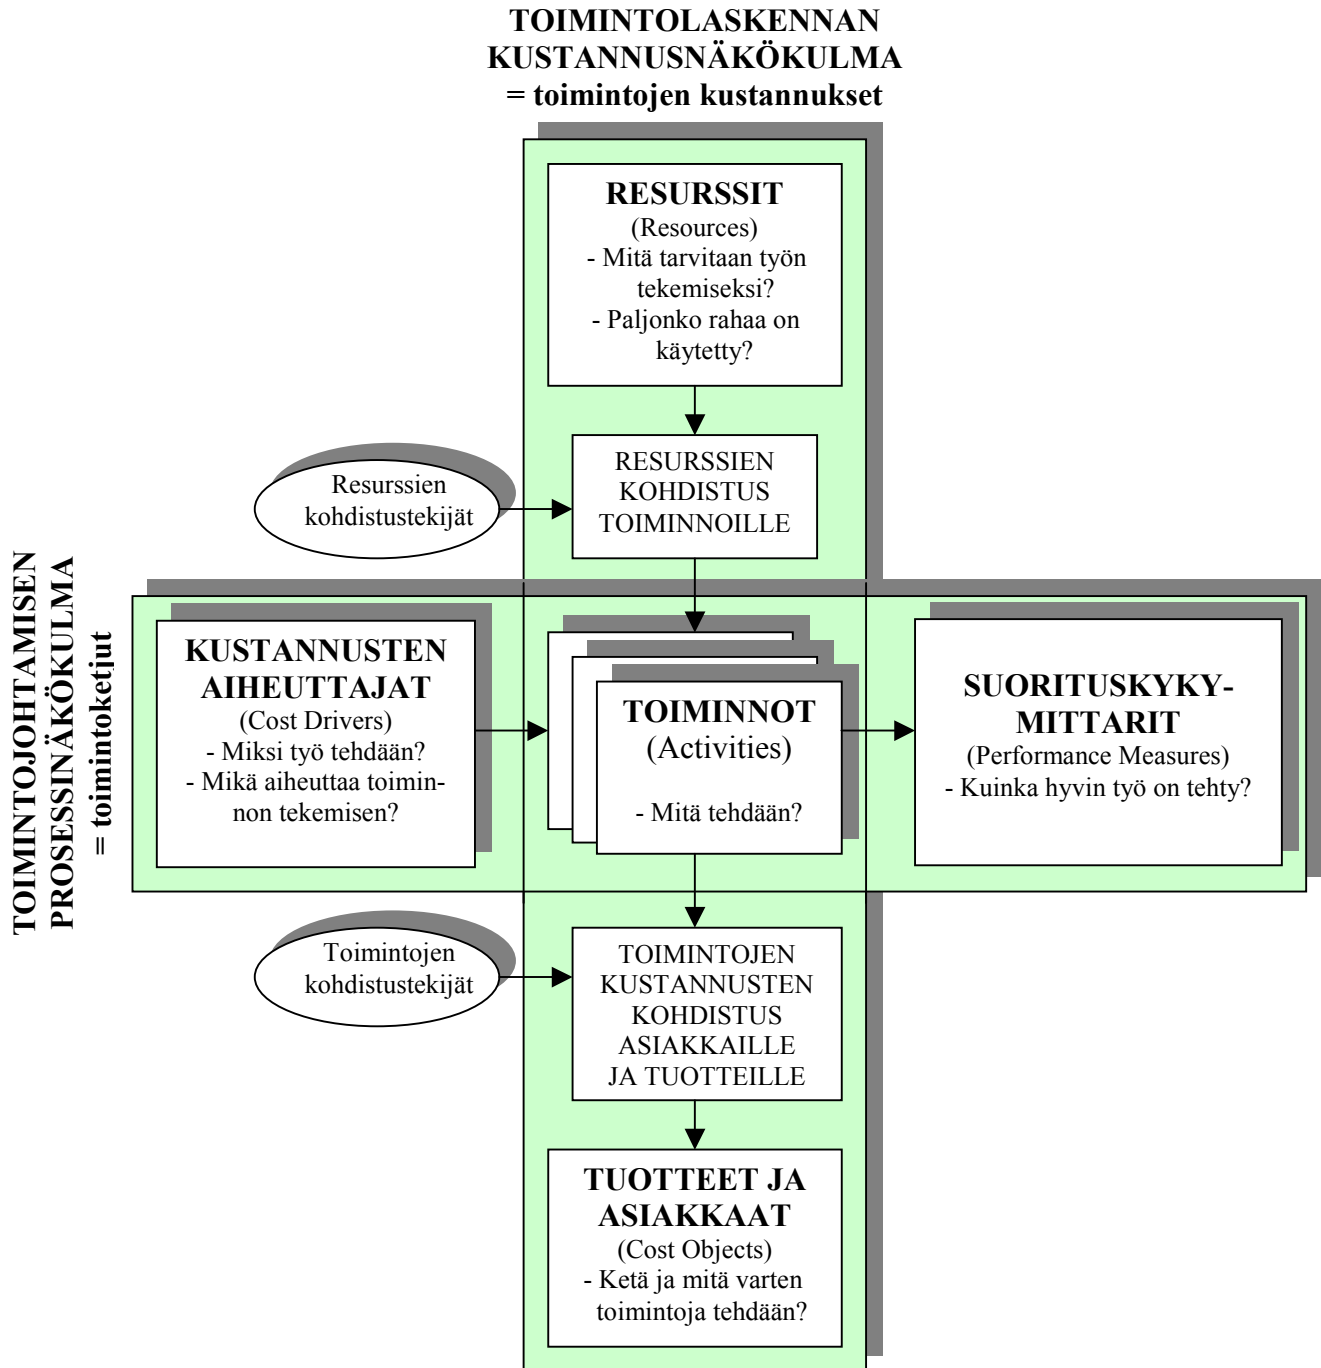 TOIMINTOLASKENNAN
KUSTANNUSNÄKÖKULMA
= toimintojen kustannukset
RESURSSIT
(Resources)
- Mitä tarvitaan työn
tekemiseksi?
- Paljonko rahaa on
käytetty?
Resurssien
kohdistustekijät
RESURSSIEN
KOHDISTUS
TOIMINNOILLE
TOIMINTOJOHTAMISEN
PROSESSINÄKÖKULMA
= toimintoketjut
KUSTANNUSTEN
AIHEUTTAJAT
(Cost Drivers)
- Miksi työ tehdään?
- Mikä aiheuttaa toimin-
non tekemisen?
TOIMINNOT
(Activities)
- Mitä tehdään?
SUORITUSKYKY-
MITTARIT
(Performance Measures)
- Kuinka hyvin työ on tehty?
Toimintojen
kohdistustekijät
TOIMINTOJEN
KUSTANNUSTEN
KOHDISTUS
ASIAKKAILLE
JA TUOTTEILLE
TUOTTEET JA
ASIAKKAAT
(Cost Objects)
- Ketä ja mitä varten
toimintoja tehdään?